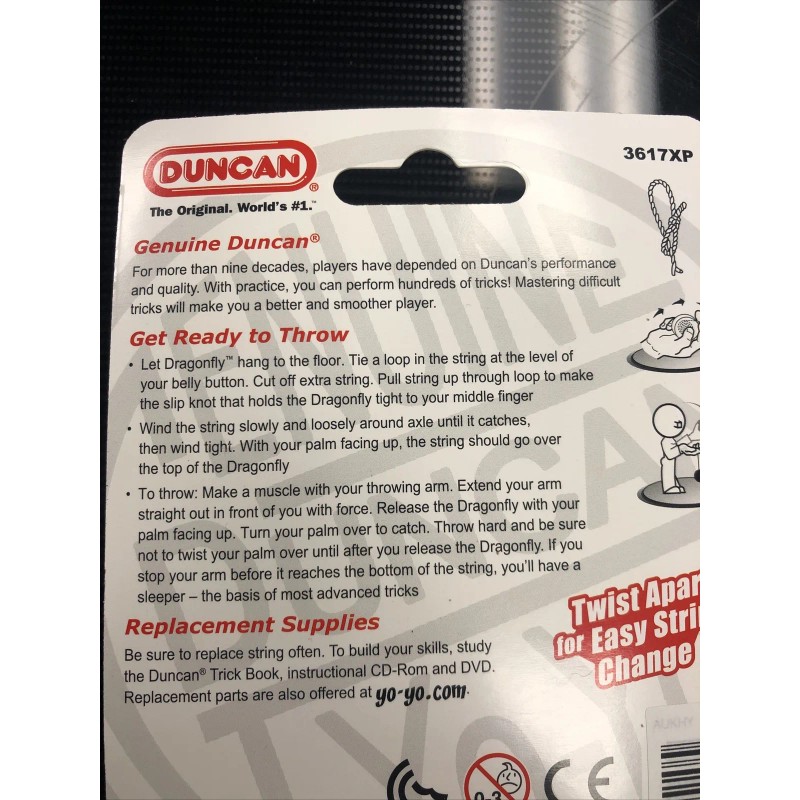 DUNCAN®
The Original. World's #1.™
3617XP
Genuine Duncan®
For more than nine decades, players have depended on Duncan's performance
and quality. With practice, you can perform hundreds of tricks! Mastering difficult
tricks will make you a better and smoother player.
Get Ready to Throw
• Let Dragonfly™ hang to the floor. Tie a loop in the string at the level of
your belly button. Cut off extra string. Pull string up through loop to make
the slip knot that holds the Dragonfly tight to your middle finger
• Wind the string slowly and loosely around axle until it catches,
then wind tight. With your palm facing up, the string should go over
the top of the Dragonfly
• To throw: Make a muscle with your throwing arm. Extend your arm
straight out in front of you with force. Release the Dragonfly with your
palm facing up. Turn your palm over to catch. Throw hard and be sure
not to twist your palm over until after you release the Dragonfly. If you
stop your arm before it reaches the bottom of the string, you'll have a
sleeper – the basis of most advanced tricks
Twist Apar
for Easy Stri
Change
Replacement Supplies
Be sure to replace string often. To build your skills, study
the Duncan® Trick Book, instructional CD-Rom and DVD.
Replacement parts are also offered at yo-yo.com.
0-3
CE
GENUINE
DUNCAN